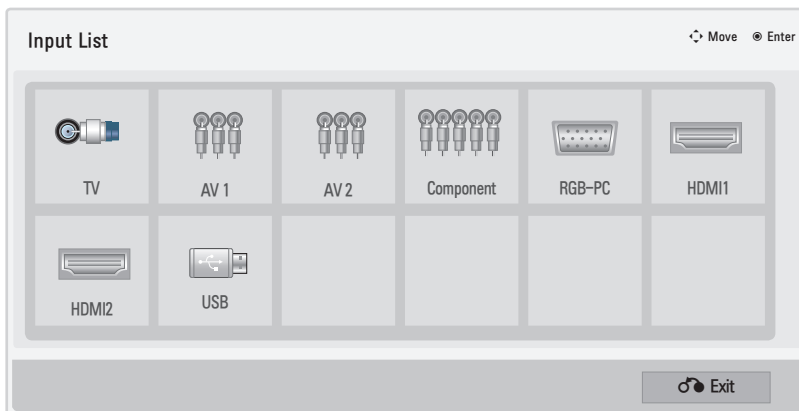 Input List
Move Enter
TV AV 1 AV 2 Component RGB-PC HDMI1
HDMI2 USB
Exit